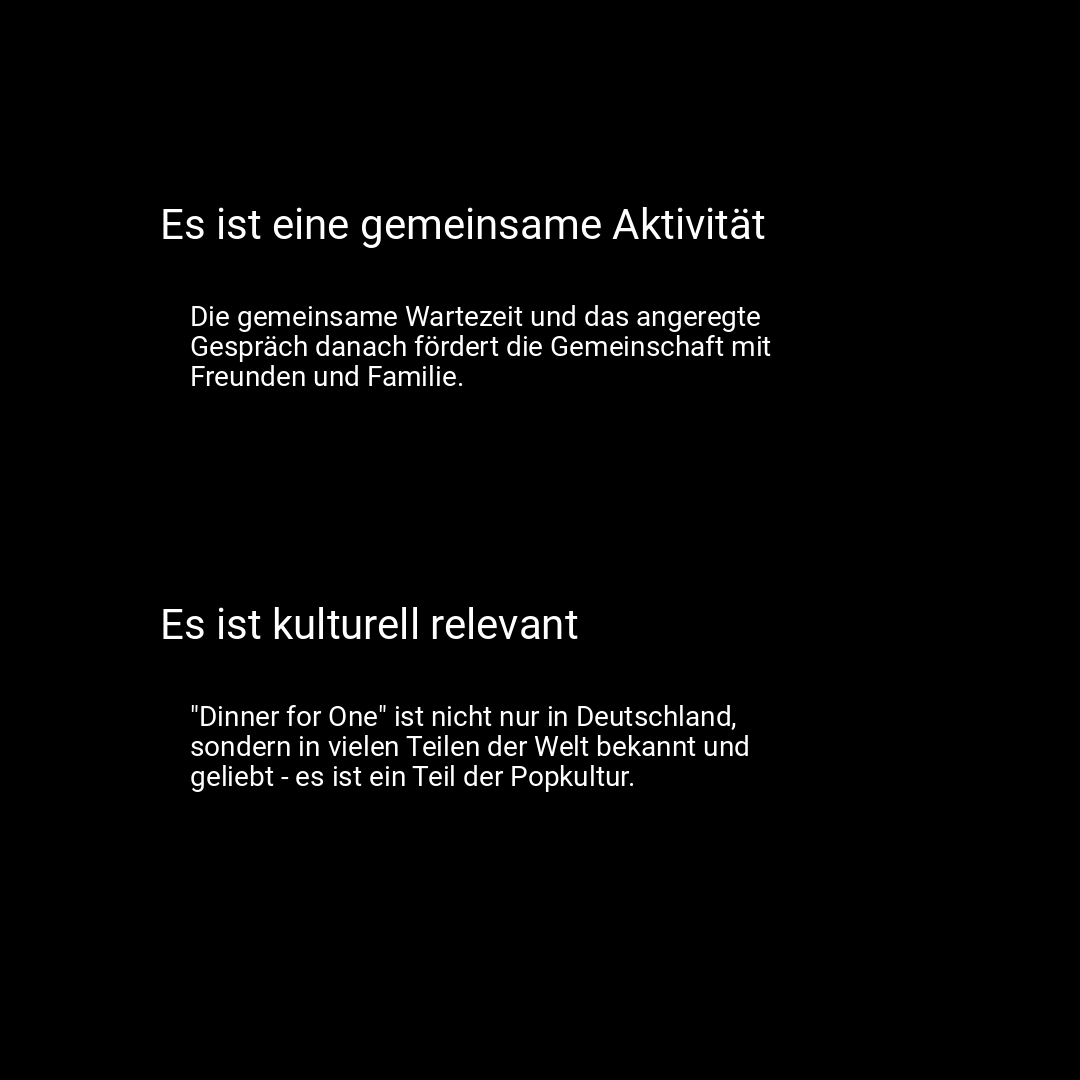 Es ist eine gemeinsame Aktivität
Die gemeinsame Wartezeit und das angeregte
Gespräch danach fördert die Gemeinschaft mit
Freunden und Familie.
Es ist kulturell relevant
"Dinner for One" ist nicht nur in Deutschland,
sondern in vielen Teilen der Welt bekannt und
geliebt - es ist ein Teil der Popkultur.